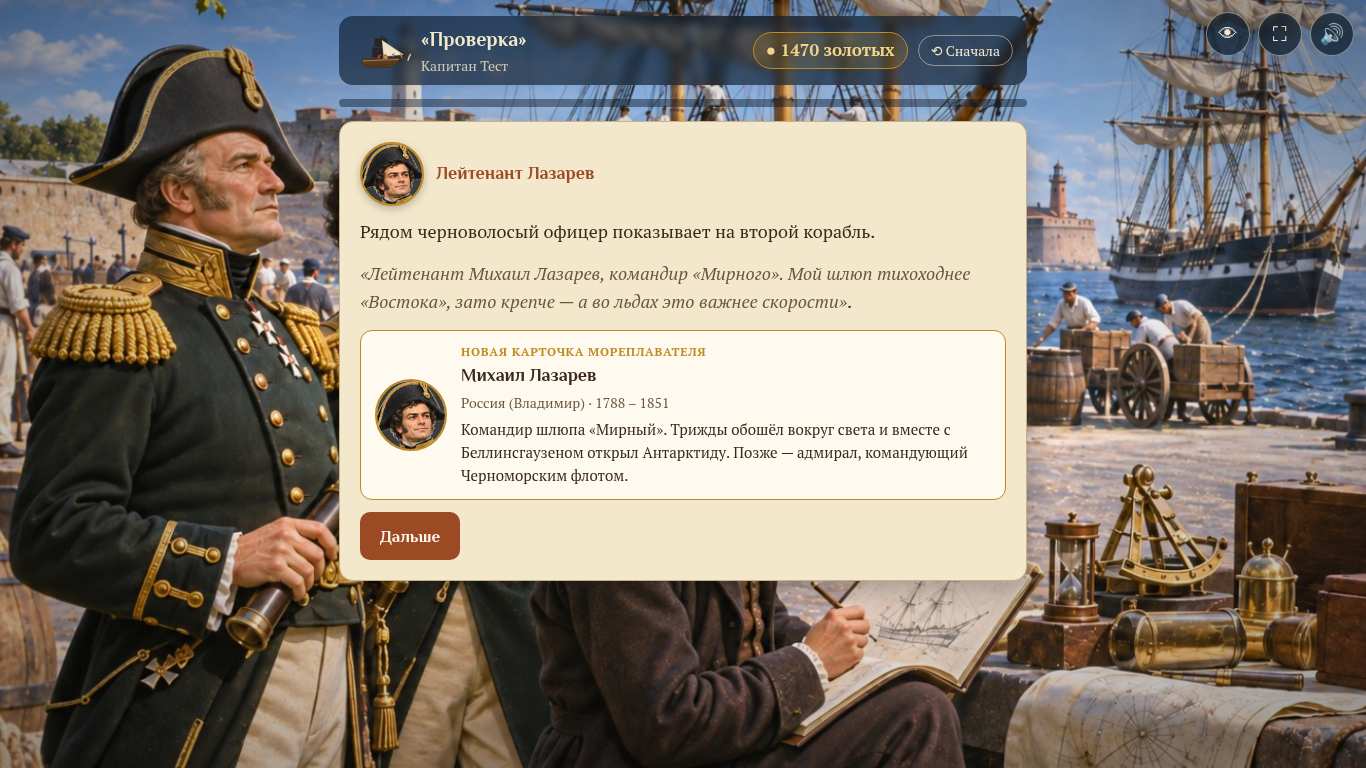 «Проверка»
Капитан Тест
● 1470 золотых
⟲ Сначала
Лейтенант Лазарев
Рядом черноволосый офицер показывает на второй корабль.
«Лейтенант Михаил Лазарев, командир «Мирного». Мой шлюп тихоходнее
«Востока», зато крепче — а во льдах это важнее скорости».
НОВАЯ КАРТОЧКА МОРЕПЛАВАТЕЛЯ
Михаил Лазарев
Россия (Владимир) · 1788 – 1851
Командир шлюпа «Мирный». Трижды обошёл вокруг света и вместе с
Беллинсгаузеном открыл Антарктиду. Позже — адмирал, командующий
Черноморским флотом.
Дальше